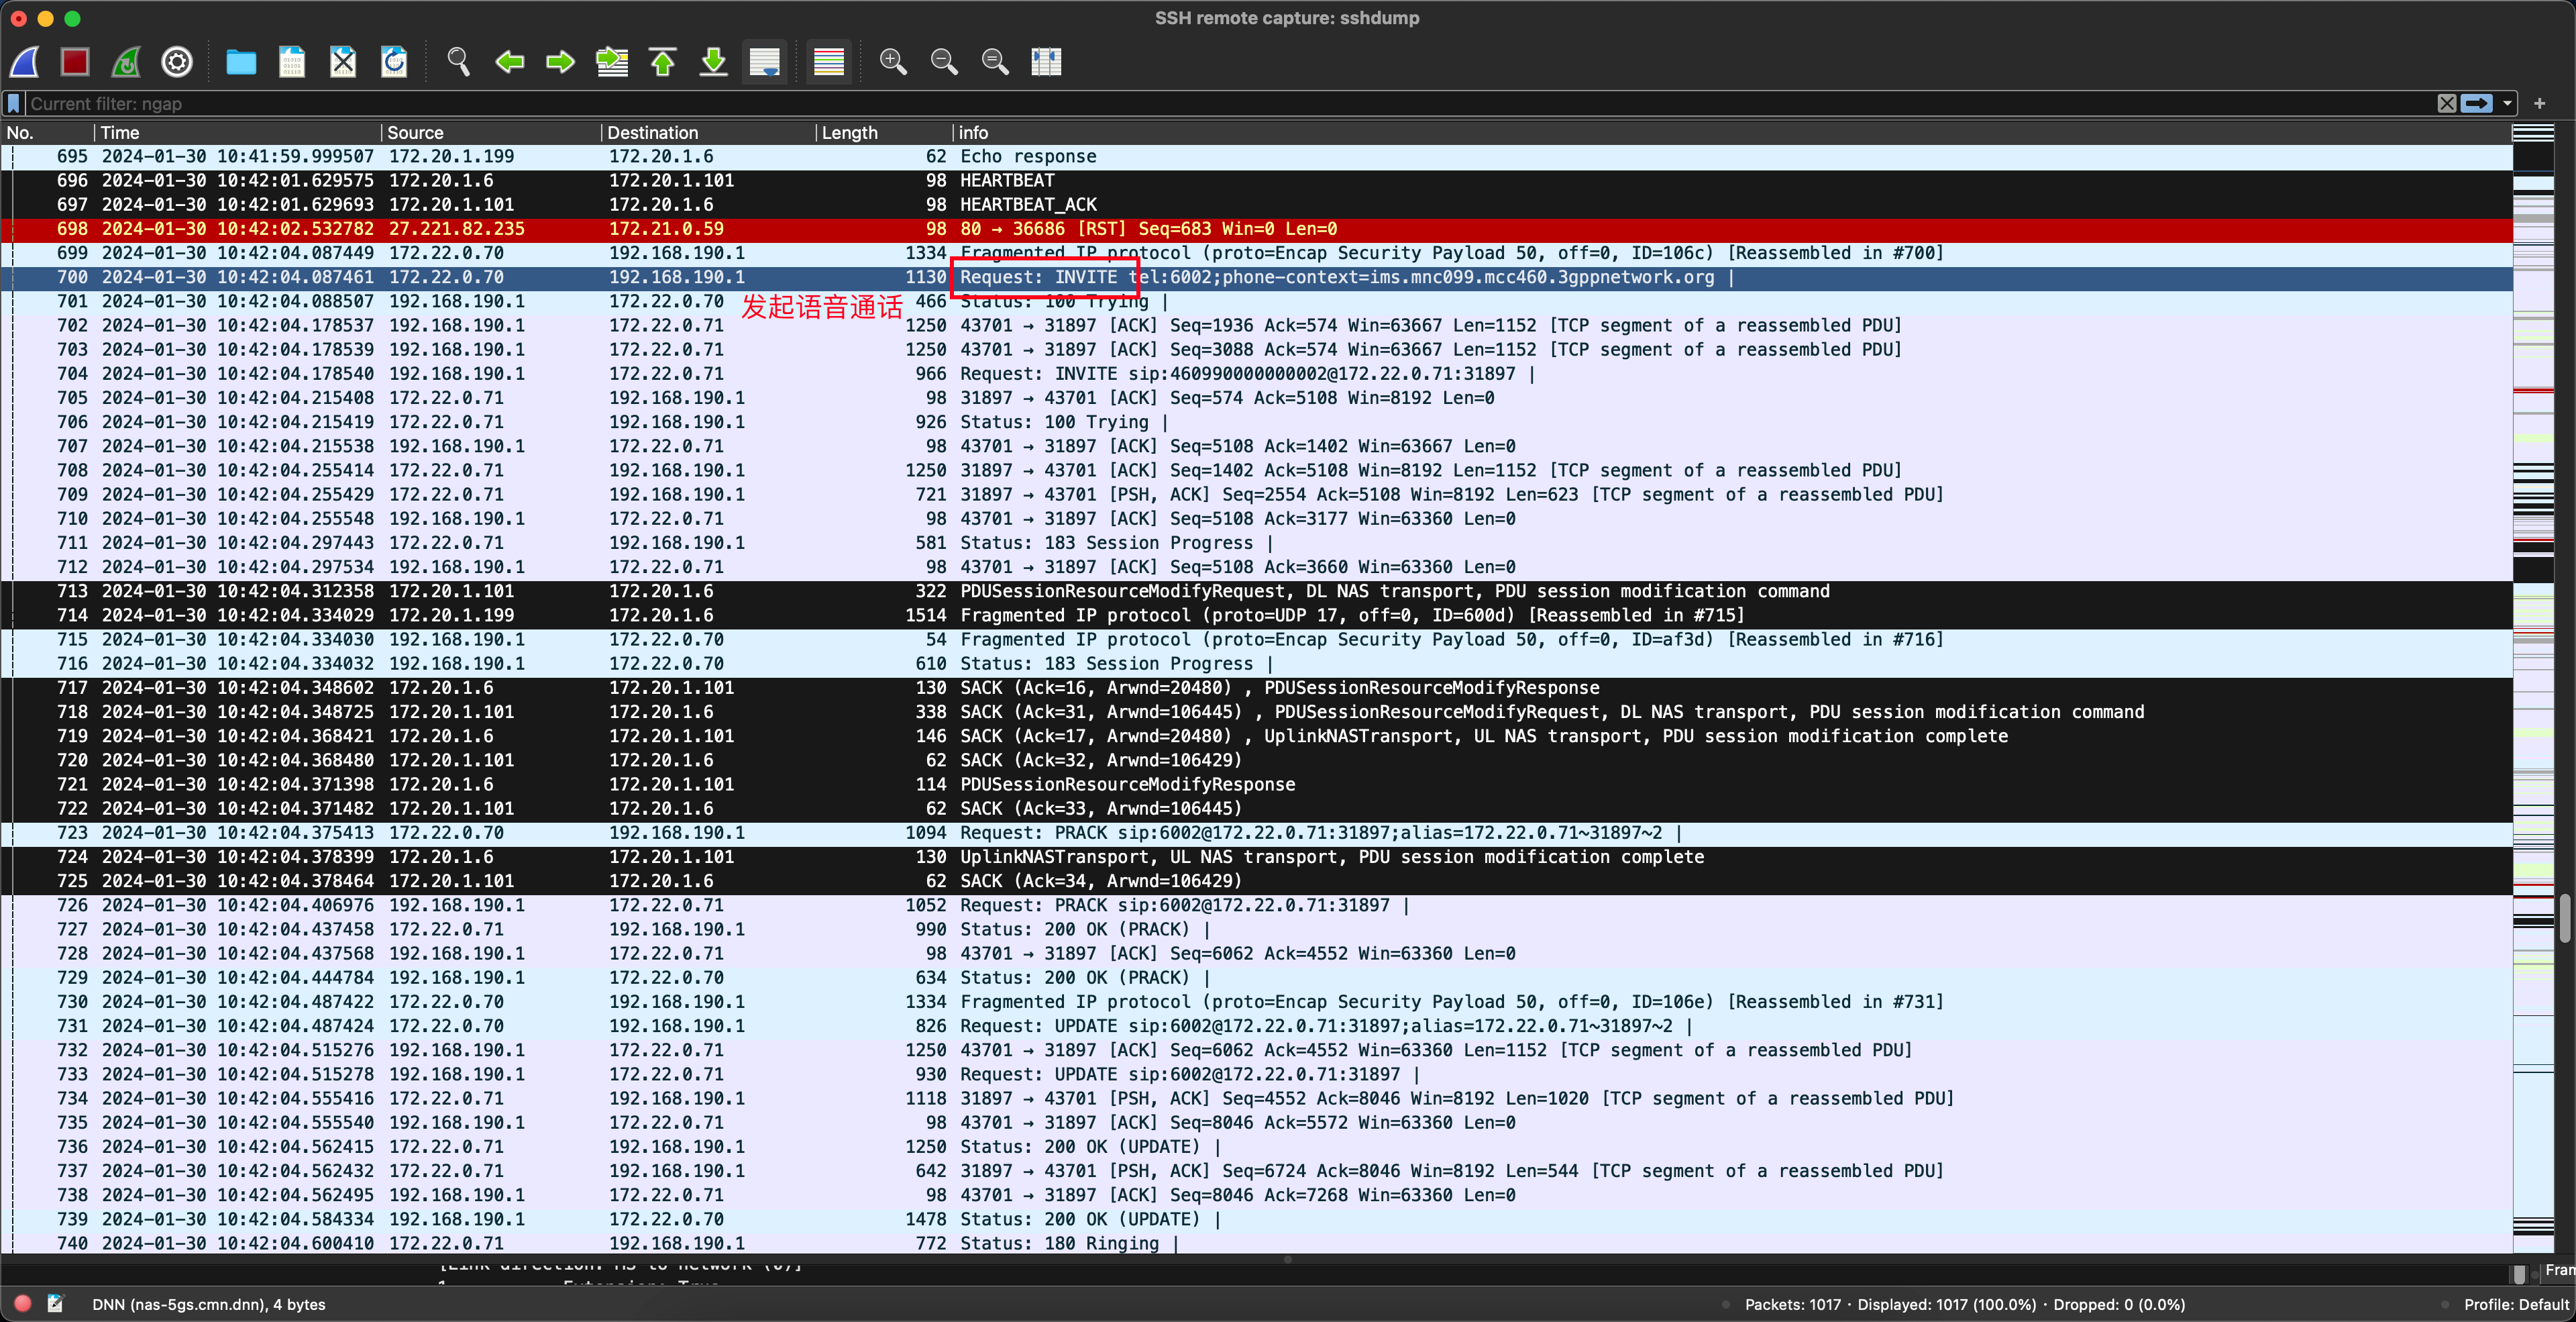 SSH remote capture: sshdump
Current filter: ngap
No. Time Source Destination Length info
695 2024-01-30 10:41:59.999507 172.20.1.199 172.20.1.6 62 Echo response
696 2024-01-30 10:42:01.629575 172.20.1.6 172.20.1.101 98 HEARTBEAT
697 2024-01-30 10:42:01.629693 172.20.1.101 172.20.1.6 98 HEARTBEAT_ACK
698 2024-01-30 10:42:02.532782 27.221.82.235 172.21.0.59 98 80 → 36686 [RST] Seq=683 Win=0 Len=0
699 2024-01-30 10:42:04.087449 172.22.0.70 192.168.190.1 1334 Fragmented IP protocol (proto=Encap Security Payload 50, off=0, ID=106c) [Reassembled in #700]
700 2024-01-30 10:42:04.087461 172.22.0.70 192.168.190.1 1130 Request: INVITE tel:6002;phone-context=ims.mnc099.mcc460.3gppnetwork.org |
701 2024-01-30 10:42:04.088507 192.168.190.1 172.22.0.70 466 Status: 100 Trying |
发起语音通话
702 2024-01-30 10:42:04.178537 192.168.190.1 172.22.0.71 1250 43701 → 31897 [ACK] Seq=1936 Ack=574 Win=63667 Len=1152 [TCP segment of a reassembled PDU]
703 2024-01-30 10:42:04.178539 192.168.190.1 172.22.0.71 1250 43701 → 31897 [ACK] Seq=3088 Ack=574 Win=63667 Len=1152 [TCP segment of a reassembled PDU]
704 2024-01-30 10:42:04.178540 192.168.190.1 172.22.0.71 966 Request: INVITE sip:460990000000002@172.22.0.71:31897 |
705 2024-01-30 10:42:04.215408 172.22.0.71 192.168.190.1 98 31897 → 43701 [ACK] Seq=574 Ack=5108 Win=8192 Len=0
706 2024-01-30 10:42:04.215419 172.22.0.71 192.168.190.1 926 Status: 100 Trying |
707 2024-01-30 10:42:04.215538 192.168.190.1 172.22.0.71 98 43701 → 31897 [ACK] Seq=5108 Ack=1402 Win=63667 Len=0
708 2024-01-30 10:42:04.255414 172.22.0.71 192.168.190.1 1250 31897 → 43701 [ACK] Seq=1402 Ack=5108 Win=8192 Len=1152 [TCP segment of a reassembled PDU]
709 2024-01-30 10:42:04.255429 172.22.0.71 192.168.190.1 721 31897 → 43701 [PSH, ACK] Seq=2554 Ack=5108 Win=8192 Len=623 [TCP segment of a reassembled PDU]
710 2024-01-30 10:42:04.255548 192.168.190.1 172.22.0.71 98 43701 → 31897 [ACK] Seq=5108 Ack=3177 Win=63360 Len=0
711 2024-01-30 10:42:04.297443 172.22.0.71 192.168.190.1 581 Status: 183 Session Progress |
712 2024-01-30 10:42:04.297534 192.168.190.1 172.22.0.71 98 43701 → 31897 [ACK] Seq=5108 Ack=3660 Win=63360 Len=0
713 2024-01-30 10:42:04.312358 172.20.1.101 172.20.1.6 322 PDUSessionResourceModifyRequest, DL NAS transport, PDU session modification command
714 2024-01-30 10:42:04.334029 172.20.1.199 172.20.1.6 1514 Fragmented IP protocol (proto=UDP 17, off=0, ID=600d) [Reassembled in #715]
715 2024-01-30 10:42:04.334030 192.168.190.1 172.22.0.70 54 Fragmented IP protocol (proto=Encap Security Payload 50, off=0, ID=af3d) [Reassembled in #716]
716 2024-01-30 10:42:04.334032 192.168.190.1 172.22.0.70 610 Status: 183 Session Progress |
717 2024-01-30 10:42:04.348602 172.20.1.6 172.20.1.101 130 SACK (Ack=16, Arwnd=20480) , PDUSessionResourceModifyResponse
718 2024-01-30 10:42:04.348725 172.20.1.101 172.20.1.6 338 SACK (Ack=31, Arwnd=106445) , PDUSessionResourceModifyRequest, DL NAS transport, PDU session modification command
719 2024-01-30 10:42:04.368421 172.20.1.6 172.20.1.101 146 SACK (Ack=17, Arwnd=20480) , UplinkNASTransport, UL NAS transport, PDU session modification complete
720 2024-01-30 10:42:04.368480 172.20.1.101 172.20.1.6 62 SACK (Ack=32, Arwnd=106429)
721 2024-01-30 10:42:04.371398 172.20.1.6 172.20.1.101 114 PDUSessionResourceModifyResponse
722 2024-01-30 10:42:04.371482 172.20.1.101 172.20.1.6 62 SACK (Ack=33, Arwnd=106445)
723 2024-01-30 10:42:04.375413 172.22.0.70 192.168.190.1 1094 Request: PRACK sip:6002@172.22.0.71:31897;alias=172.22.0.71~31897~2 |
724 2024-01-30 10:42:04.378399 172.20.1.6 172.20.1.101 130 UplinkNASTransport, UL NAS transport, PDU session modification complete
725 2024-01-30 10:42:04.378464 172.20.1.101 172.20.1.6 62 SACK (Ack=34, Arwnd=106429)
726 2024-01-30 10:42:04.406976 192.168.190.1 172.22.0.71 1052 Request: PRACK sip:6002@172.22.0.71:31897 |
727 2024-01-30 10:42:04.437458 172.22.0.71 192.168.190.1 990 Status: 200 OK (PRACK) |
728 2024-01-30 10:42:04.437568 192.168.190.1 172.22.0.71 98 43701 → 31897 [ACK] Seq=6062 Ack=4552 Win=63360 Len=0
729 2024-01-30 10:42:04.444784 192.168.190.1 172.22.0.70 634 Status: 200 OK (PRACK) |
730 2024-01-30 10:42:04.487422 172.22.0.70 192.168.190.1 1334 Fragmented IP protocol (proto=Encap Security Payload 50, off=0, ID=106e) [Reassembled in #731]
731 2024-01-30 10:42:04.487424 172.22.0.70 192.168.190.1 826 Request: UPDATE sip:6002@172.22.0.71:31897;alias=172.22.0.71~31897~2 |
732 2024-01-30 10:42:04.515276 192.168.190.1 172.22.0.71 1250 43701 → 31897 [ACK] Seq=6062 Ack=4552 Win=63360 Len=1152 [TCP segment of a reassembled PDU]
733 2024-01-30 10:42:04.515278 192.168.190.1 172.22.0.71 930 Request: UPDATE sip:6002@172.22.0.71:31897 |
734 2024-01-30 10:42:04.555416 172.22.0.71 192.168.190.1 1118 31897 → 43701 [PSH, ACK] Seq=4552 Ack=8046 Win=8192 Len=1020 [TCP segment of a reassembled PDU]
735 2024-01-30 10:42:04.555540 192.168.190.1 172.22.0.71 98 43701 → 31897 [ACK] Seq=8046 Ack=5572 Win=63360 Len=0
736 2024-01-30 10:42:04.562415 172.22.0.71 192.168.190.1 1250 Status: 200 OK (UPDATE) |
737 2024-01-30 10:42:04.562432 172.22.0.71 192.168.190.1 642 31897 → 43701 [PSH, ACK] Seq=6724 Ack=8046 Win=8192 Len=544 [TCP segment of a reassembled PDU]
738 2024-01-30 10:42:04.562495 192.168.190.1 172.22.0.71 98 43701 → 31897 [ACK] Seq=8046 Ack=7268 Win=63360 Len=0
739 2024-01-30 10:42:04.584334 192.168.190.1 172.22.0.70 1478 Status: 200 OK (UPDATE) |
740 2024-01-30 10:42:04.600410 172.22.0.71 192.168.190.1 772 Status: 180 Ringing |
Fram
DNN (nas-5gs.cmn.dnn), 4 bytes
Packets: 1017 · Displayed: 1017 (100.0%) · Dropped: 0 (0.0%)
Profile: Default